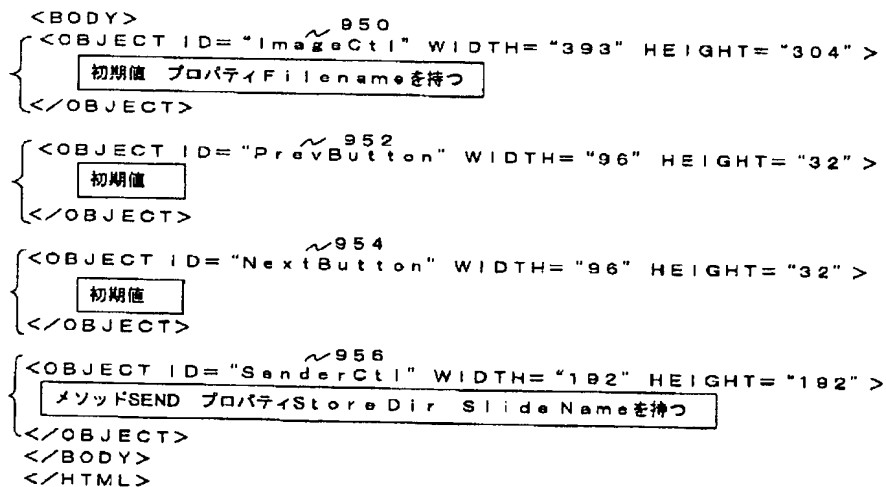 <BODY>
950
<OBJECT ID="ImageCtl" WIDTH="393" HEIGHT="304">
初期値 プロパティFilenameを持つ
</OBJECT>
952
<OBJECT ID="PrevButton" WIDTH="96" HEIGHT="32">
初期値
</OBJECT>
954
<OBJECT ID="NextButton" WIDTH="96" HEIGHT="32">
初期値
</OBJECT>
956
<OBJECT ID="SenderCtl" WIDTH="192" HEIGHT="192">
メソッドSEND プロパティStoreDir SlideNameを持つ
</OBJECT>
</BODY>
</HTML>